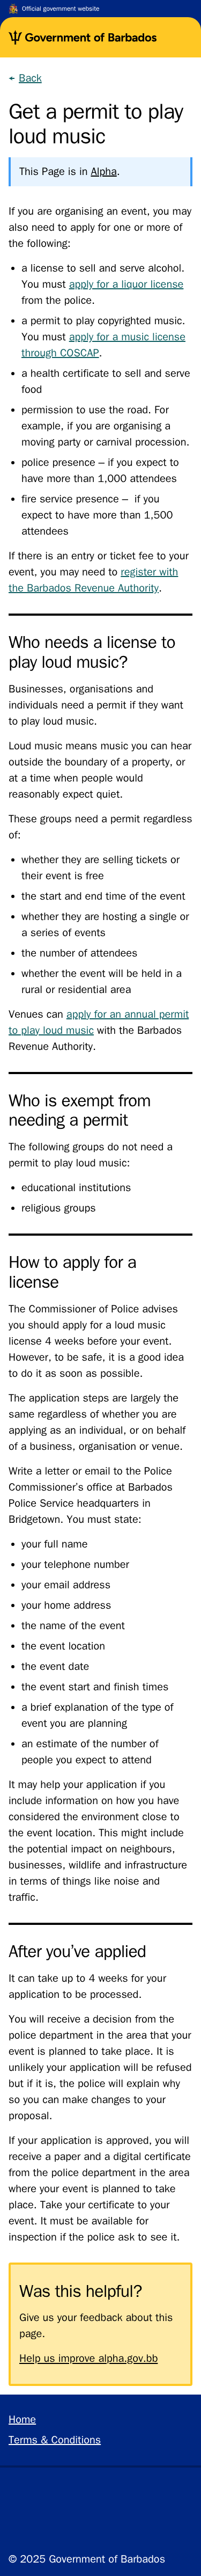 Official government website
Government of Barbados
← Back
Get a permit to play
loud music
This Page is in Alpha.
If you are organising an event, you may
also need to apply for one or more of
the following:
• a license to sell and serve alcohol.
You must apply for a liquor license
from the police.
• a permit to play copyrighted music.
You must apply for a music license
through COSCAP.
• a health certificate to sell and serve
food
• permission to use the road. For
example, if you are organising a
moving party or carnival procession.
• police presence – if you expect to
have more than 1,000 attendees
• fire service presence –  if you
expect to have more than 1,500
attendees
If there is an entry or ticket fee to your
event, you may need to register with
the Barbados Revenue Authority.
Who needs a license to
play loud music?
Businesses, organisations and
individuals need a permit if they want
to play loud music.
Loud music means music you can hear
outside the boundary of a property, or
at a time when people would
reasonably expect quiet.
These groups need a permit regardless
of:
• whether they are selling tickets or
their event is free
• the start and end time of the event
• whether they are hosting a single or
a series of events
• the number of attendees
• whether the event will be held in a
rural or residential area
Venues can apply for an annual permit
to play loud music with the Barbados
Revenue Authority.
Who is exempt from
needing a permit
The following groups do not need a
permit to play loud music:
• educational institutions
• religious groups
How to apply for a
license
The Commissioner of Police advises
you should apply for a loud music
license 4 weeks before your event.
However, to be safe, it is a good idea
to do it as soon as possible.
The application steps are largely the
same regardless of whether you are
applying as an individual, or on behalf
of a business, organisation or venue.
Write a letter or email to the Police
Commissioner’s office at Barbados
Police Service headquarters in
Bridgetown. You must state:
• your full name
• your telephone number
• your email address
• your home address
• the name of the event
• the event location
• the event date
• the event start and finish times
• a brief explanation of the type of
event you are planning
• an estimate of the number of
people you expect to attend
It may help your application if you
include information on how you have
considered the environment close to
the event location. This might include
the potential impact on neighbours,
businesses, wildlife and infrastructure
in terms of things like noise and
traffic.
After you’ve applied
It can take up to 4 weeks for your
application to be processed.
You will receive a decision from the
police department in the area that your
event is planned to take place. It is
unlikely your application will be refused
but if it is, the police will explain why
so you can make changes to your
proposal.
If your application is approved, you will
receive a paper and a digital certificate
from the police department in the area
where your event is planned to take
place. Take your certificate to your
event. It must be available for
inspection if the police ask to see it.
Was this helpful?
Give us your feedback about this
page.
Help us improve alpha.gov.bb
Home
Terms & Conditions
© 2025 Government of Barbados